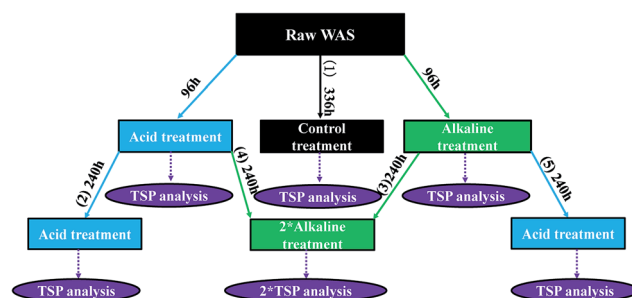 Raw WAS
96h
(1) 336h
96h
Acid treatment
Control
treatment
Alkaline
treatment
(2) 240h
TSP analysis
(4) 240h
TSP analysis
(3)240h
TSP analysis
(5) 240h
Acid treatment
2*Alkaline
treatment
Acid treatment
TSP analysis
2*TSP analysis
TSP analysis